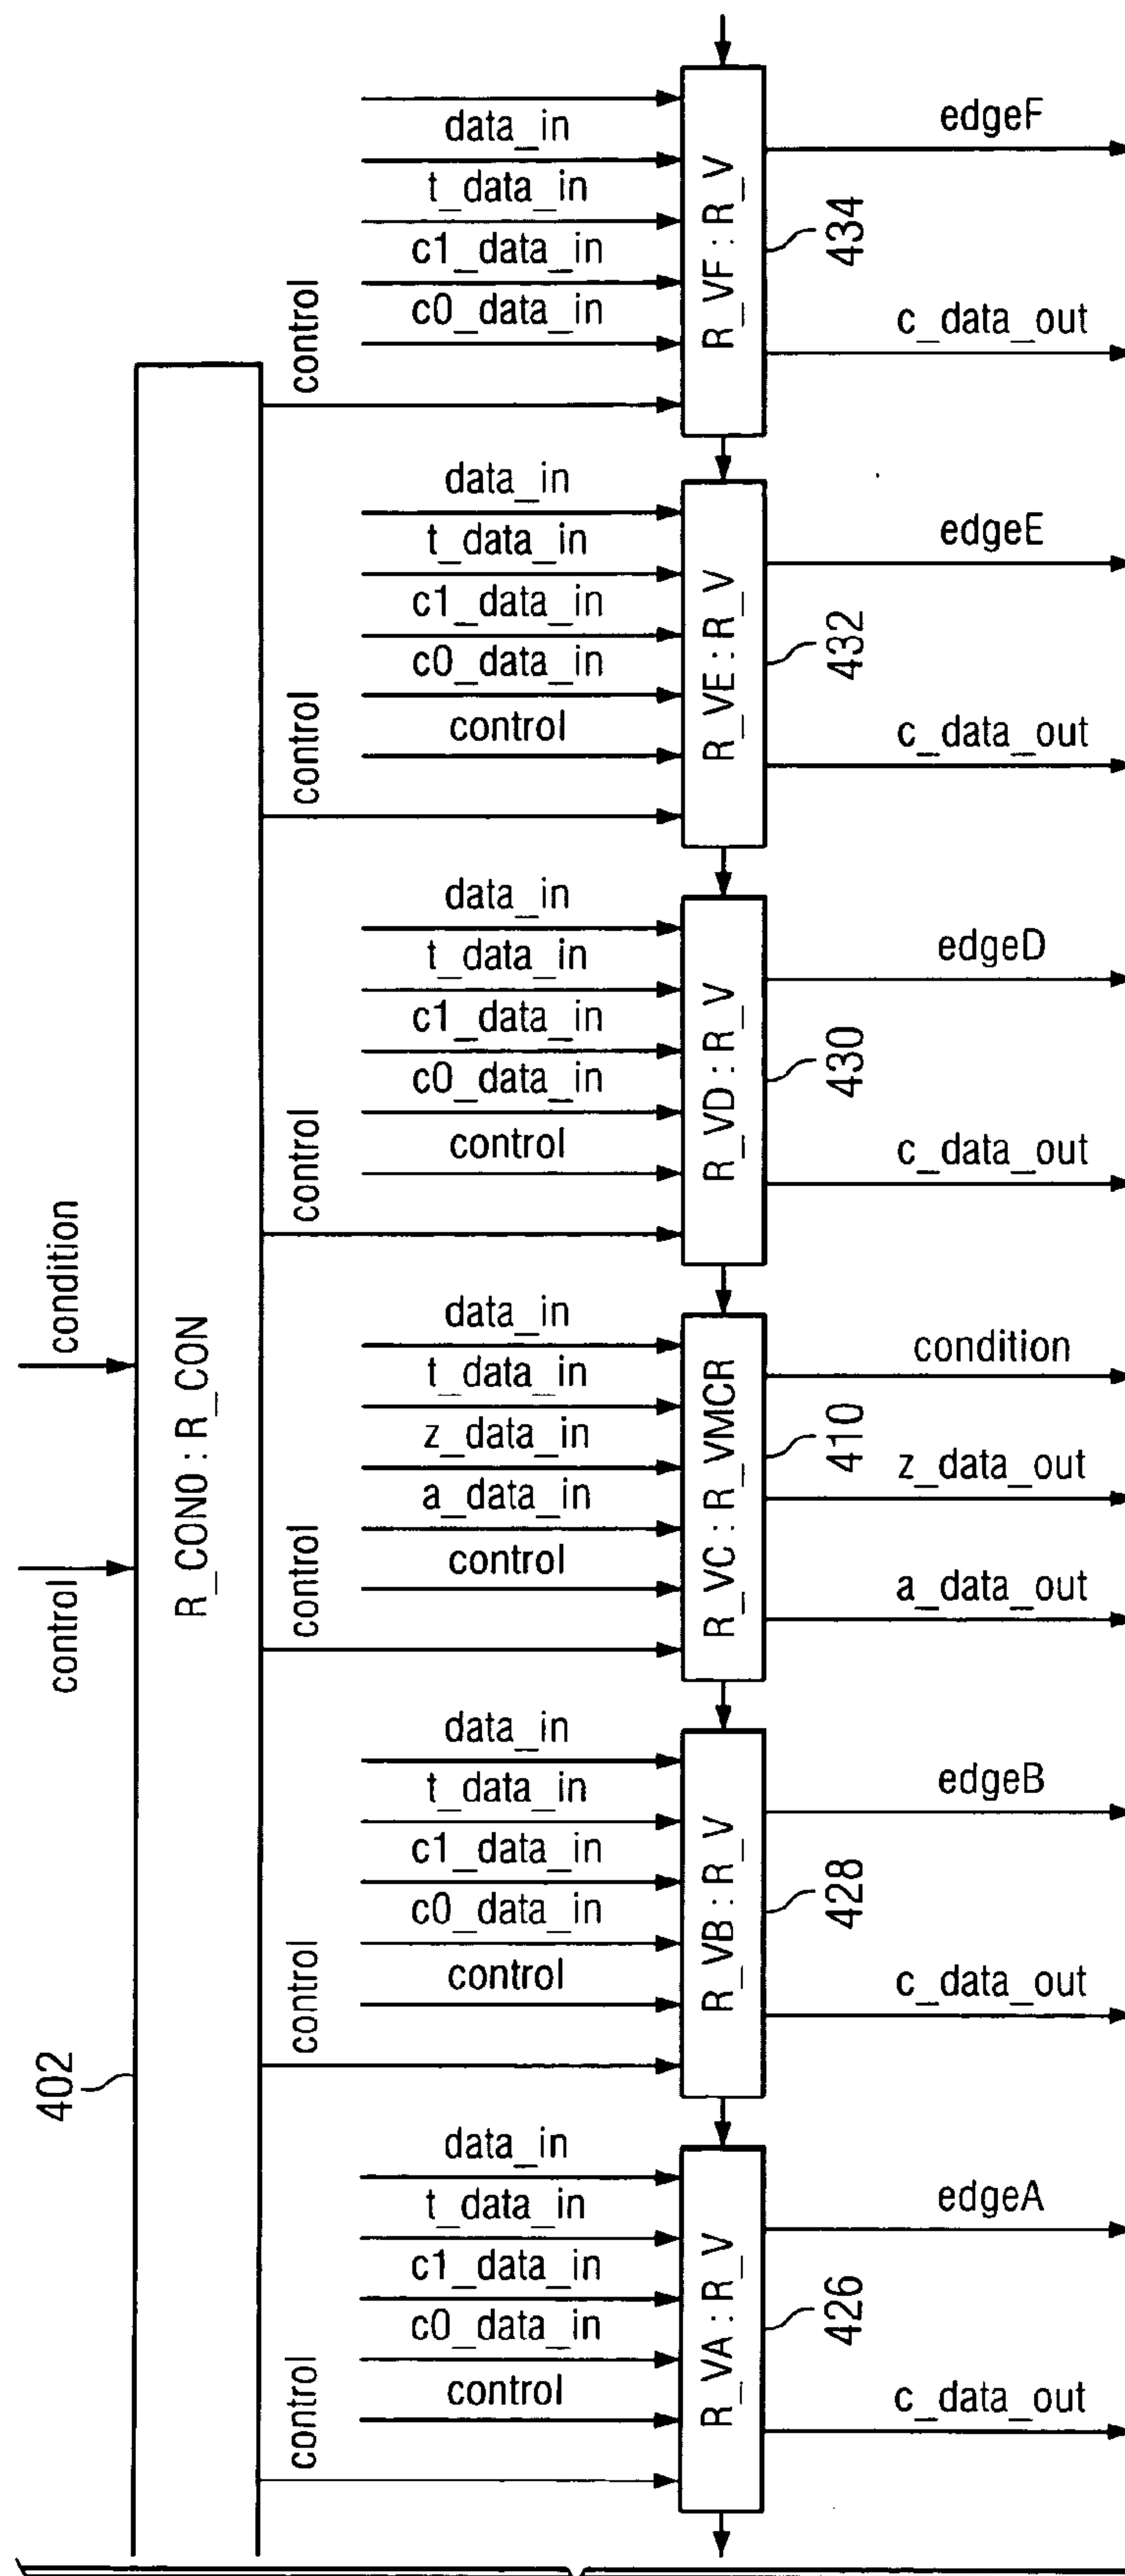 control
condition
402
R_CON0 : R_CON
data_in
t_data_in
c1_data_in
c0_data_in
control
R_VF : R_V
434
edgeF
c_data_out
data_in
t_data_in
c1_data_in
c0_data_in
control
control
R_VE : R_V
432
edgeE
c_data_out
data_in
t_data_in
c1_data_in
c0_data_in
control
control
R_VD : R_V
430
edgeD
c_data_out
data_in
t_data_in
z_data_in
a_data_in
control
control
R_VC : R_VMCR
410
condition
z_data_out
a_data_out
data_in
t_data_in
c1_data_in
c0_data_in
control
control
R_VB : R_V
428
edgeB
c_data_out
data_in
t_data_in
c1_data_in
c0_data_in
control
control
R_VA : R_V
426
edgeA
c_data_out